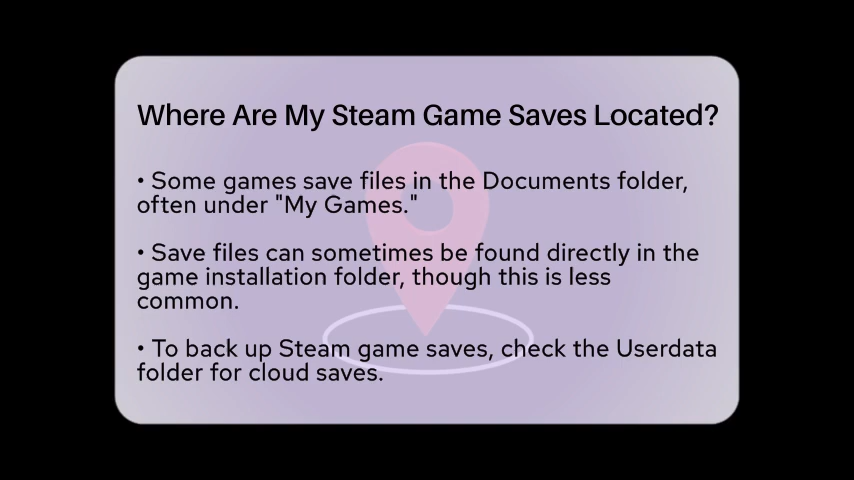 Where Are My Steam Game Saves Located?
• Some games save files in the Documents folder,
often under "My Games."
• Save files can sometimes be found directly in the
game installation folder, though this is less
common.
• To back up Steam game saves, check the Userdata
folder for cloud saves.